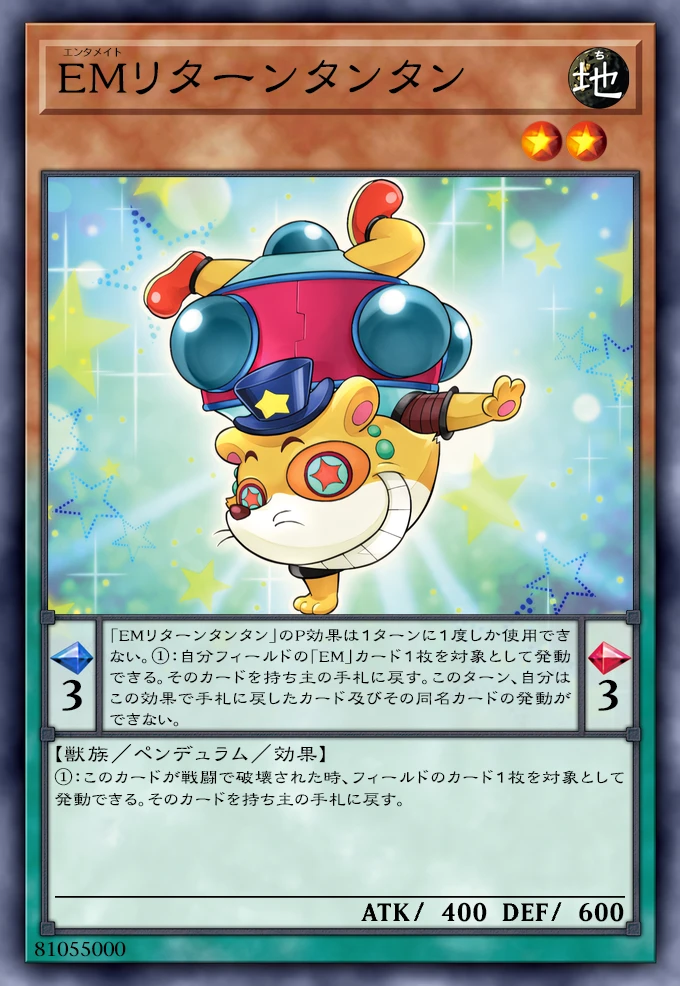 エンタメイト
EMリターンタンタン
ち
地
「EMリターンタンタン」のP効果は1ターンに1度しか使用でき
ない。①：自分フィールドの「EM」カード1枚を対象として発動
できる。そのカードを持ち主の手札に戻す。このターン、自分は
この効果で手札に戻したカード及びその同名カードの発動が
できない。
3
3
【獣族／ペンデュラム／効果】
①：このカードが戦闘で破壊された時、フィールドのカード1枚を対象として
発動できる。そのカードを持ち主の手札に戻す。
ATK/ 400 DEF/ 600
81055000